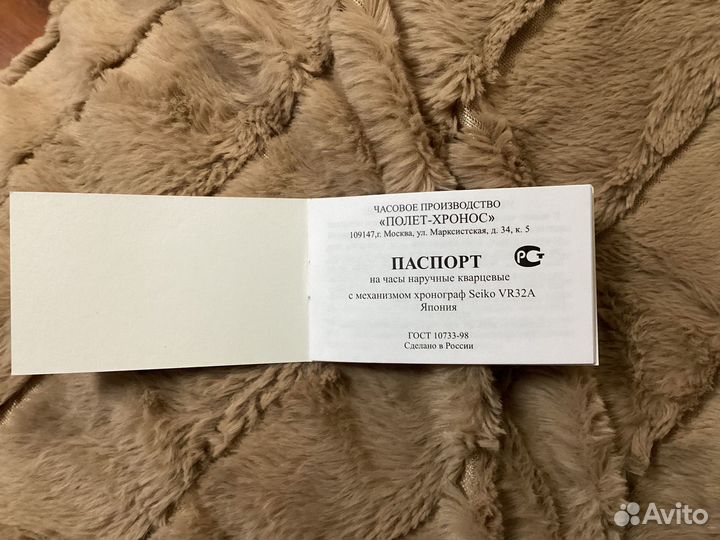 ЧАСОВОЕ ПРОИЗВОДСТВО
«ПОЛЕТ-ХРОНОС»
109147,г. Москва, ул. Марксистская, д. 34, к. 5
ПАСПОРТ
РСТ
на часы наручные кварцевые
с механизмом хронограф Seiko VR32A
Япония
ГОСТ 10733-98
Сделано в России
Avito